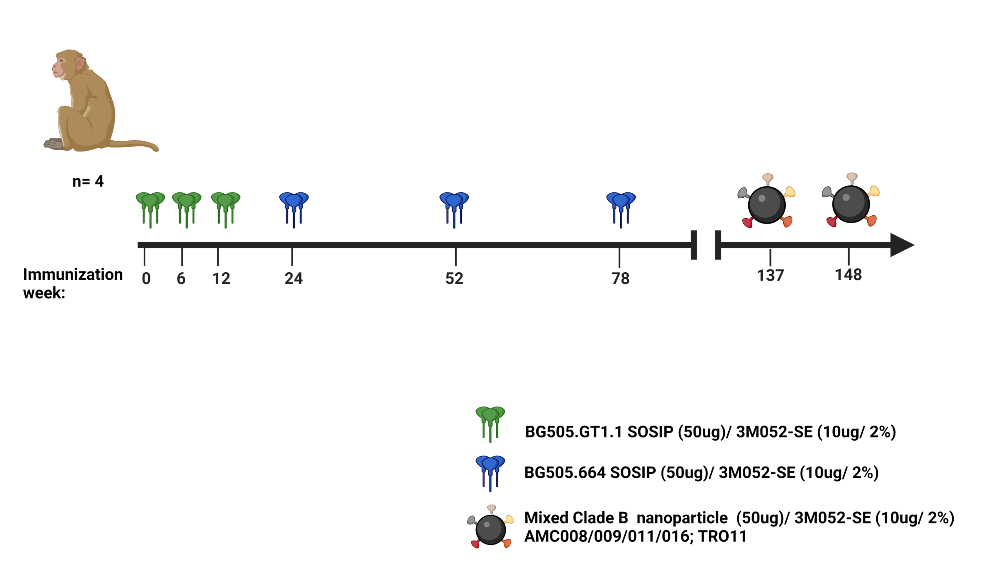 n= 4
Immunization
week:
0 6 12 24 52 78 137 148
BG505.GT1.1 SOSIP (50ug)/ 3M052-SE (10ug/ 2%)
BG505.664 SOSIP (50ug)/ 3M052-SE (10ug/ 2%)
Mixed Clade B nanoparticle (50ug)/ 3M052-SE (10ug/ 2%)
AMC008/009/011/016; TRO11